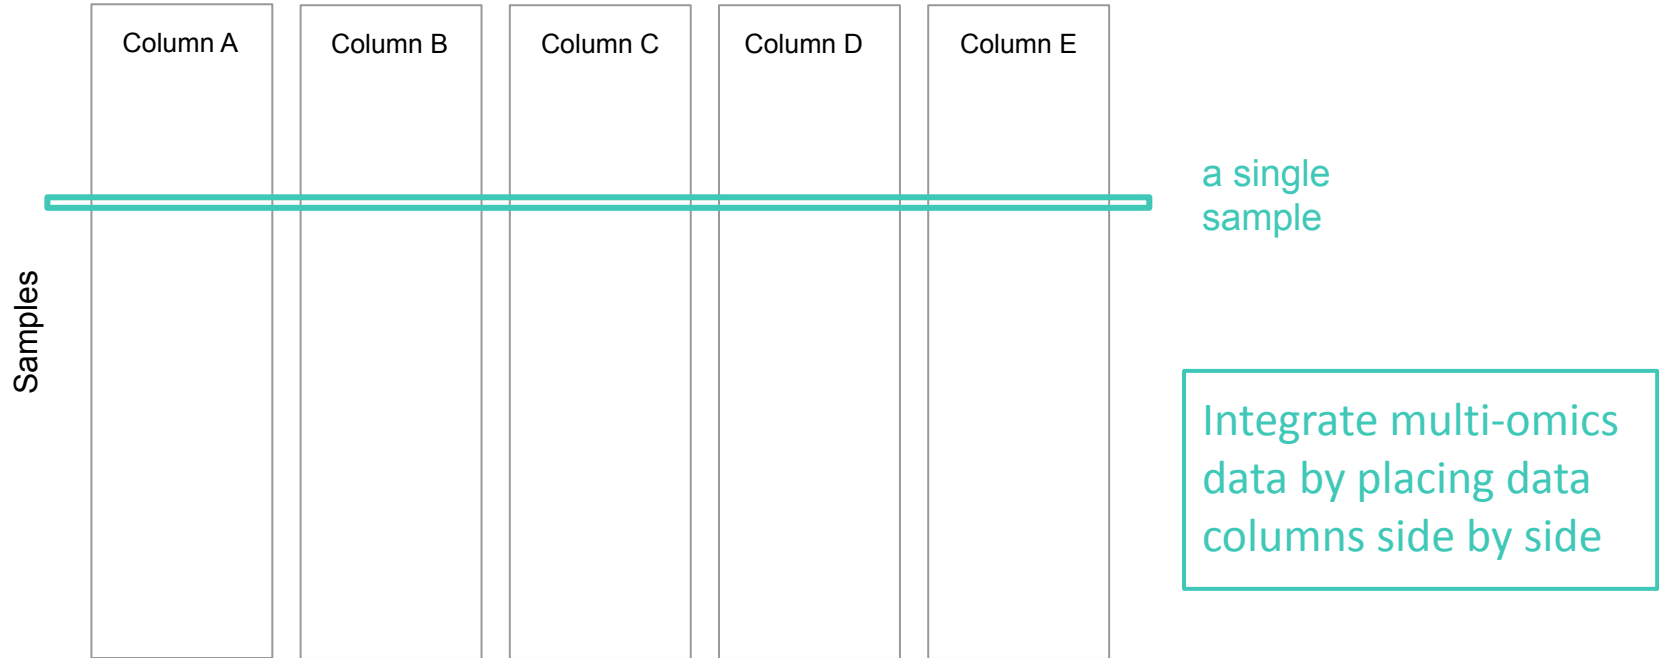 Column A
Column B
Column C
Column D
Column E
a single
sample
Samples
Integrate multi-omics
data by placing data
columns side by side